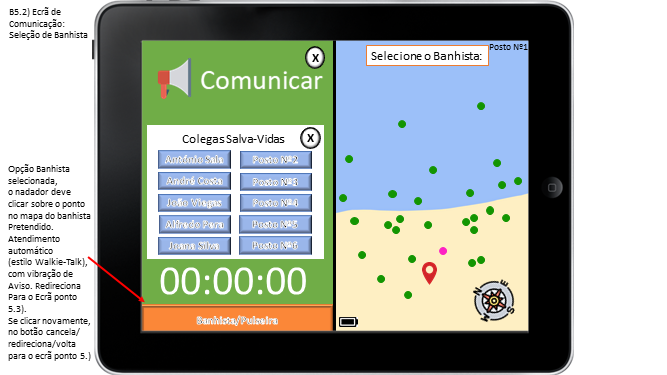 B5.2) Ecrã de
Comunicação:
Seleção de Banhista
Opção Banhista
selecionada,
o nadador deve
clicar sobre o ponto
no mapa do banhista
Pretendido.
Atendimento
automático
(estilo Walkie-Talk),
com vibração de
Aviso. Redireciona
Para o Ecrã ponto
5.3).
Se clicar novamente,
no botão cancela/
redireciona/volta
para o ecrã ponto 5.)
X
Comunicar
Colegas Salva-Vidas
X
António Sala
Posto Nº2
André Costa
Posto Nº3
João Viegas
Posto Nº4
Alfredo Pera
Posto Nº5
Joana Silva
Posto Nº6
00:00:00
Banhista/Pulseira
Selecione o Banhista:
Posto Nº1
N
E
S
W